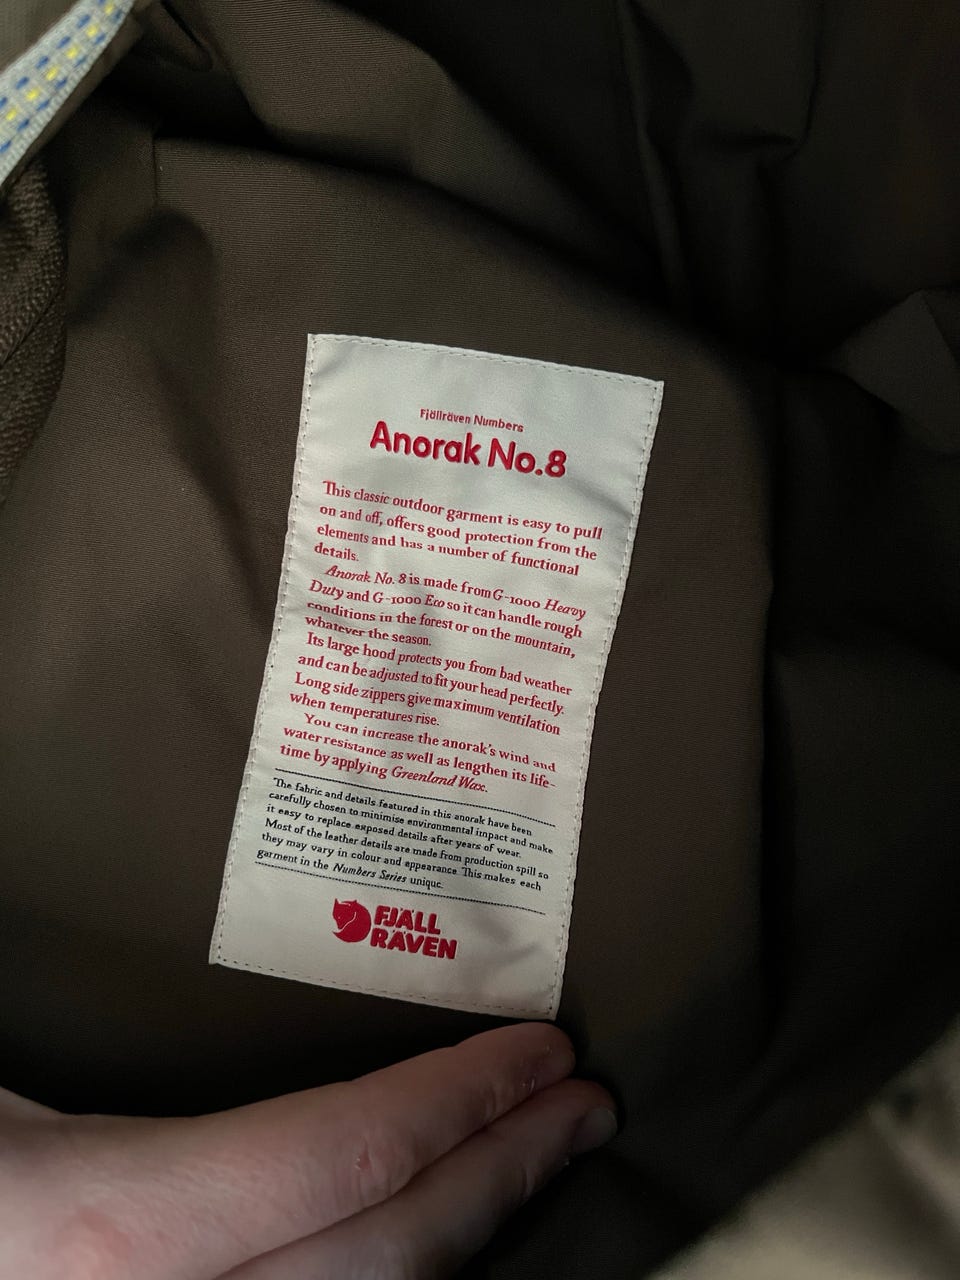 Fjällräven Numbers
Anorak No.8
This classic outdoor garment is easy to pull
on and off, offers good protection from the
elements and has a number of functional
details.
Anorak No. 8 is made from G-1000 Heavy
Duty and G-1000 Eco so it can handle rough
conditions in the forest or on the mountain,
whatever the season.
Its large hood protects you from bad weather
and can be adjusted to fit your head perfectly.
Long side zippers give maximum ventilation
when temperatures rise.
You can increase the anorak's wind and
water resistance as well as lengthen its life-
time by applying Greenland Wax.
The fabric and details featured in this anorak have been
carefully chosen to minimise environmental impact and make
it easy to replace exposed details after years of wear.
Most of the leather details are made from production spill so
they may vary in colour and appearance. This makes each
garment in the Numbers Series unique.
FJÄLL
RÄVEN